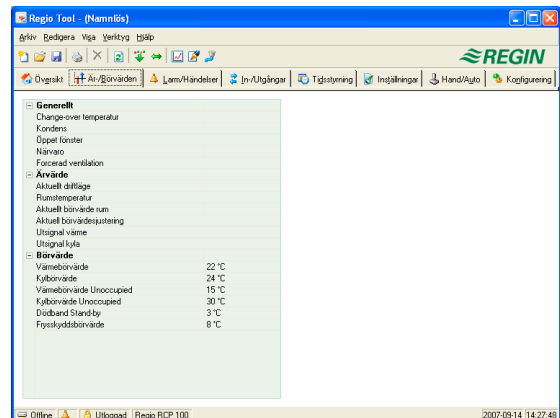 Regio Tool - (Namnlös)
Arkiv Redigera Visa Verktyg Hjälp
REGIN
Översikt Är-/Börvärden Larm/Händelser In-/Utgångar Tidsstyrning Inställningar Hand/Auto Konfigurering
Generellt
Change-over temperatur
Kondens
Öppet fönster
Närvaro
Forcerad ventilation
Ärvärde
Aktuellt driftläge
Rumstemperatur
Aktuellt börvärde rum
Aktuell börvärdesjustering
Utsignal värme
Utsignal kyla
Börvärde
Värmebörvärde 22 °C
Kylbörvärde 24 °C
Värmebörvärde Unoccupied 15 °C
Kylbörvärde Unoccupied 30 °C
Dödband Stand-by 3 °C
Frysskyddsbörvärde 8 °C
Offline Utloggad Regio RCP 100 2007-09-14 14:27:48